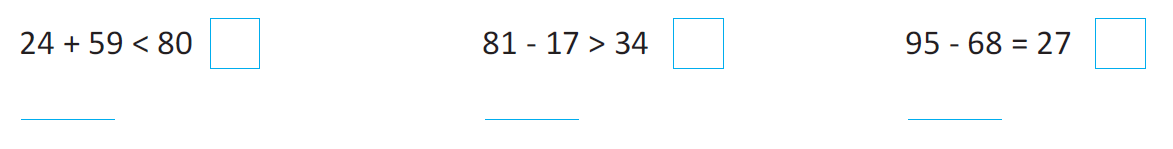 24 + 59 < 80
81 - 17 > 34
95 - 68 = 27